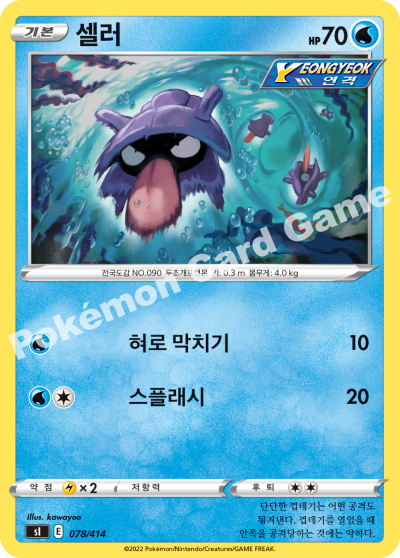 기본 셀러 HP 70
YEONGYEOK
연격
전국도감 NO.090 두조개포켓몬 키: 0.3 m 몸무게: 4.0 kg
Pokémon Card Game
혀로 막치기 10
스플래시 20
약점 ×2 저항력 후퇴
단단한 껍데기는 어떤 공격도
튕겨낸다. 껍데기를 열었을 때
안쪽을 공격당하는 것에는 약하다.
Illus. kawayoo
sI E 078/414
©2022 Pokémon/Nintendo/Creatures/GAME FREAK.